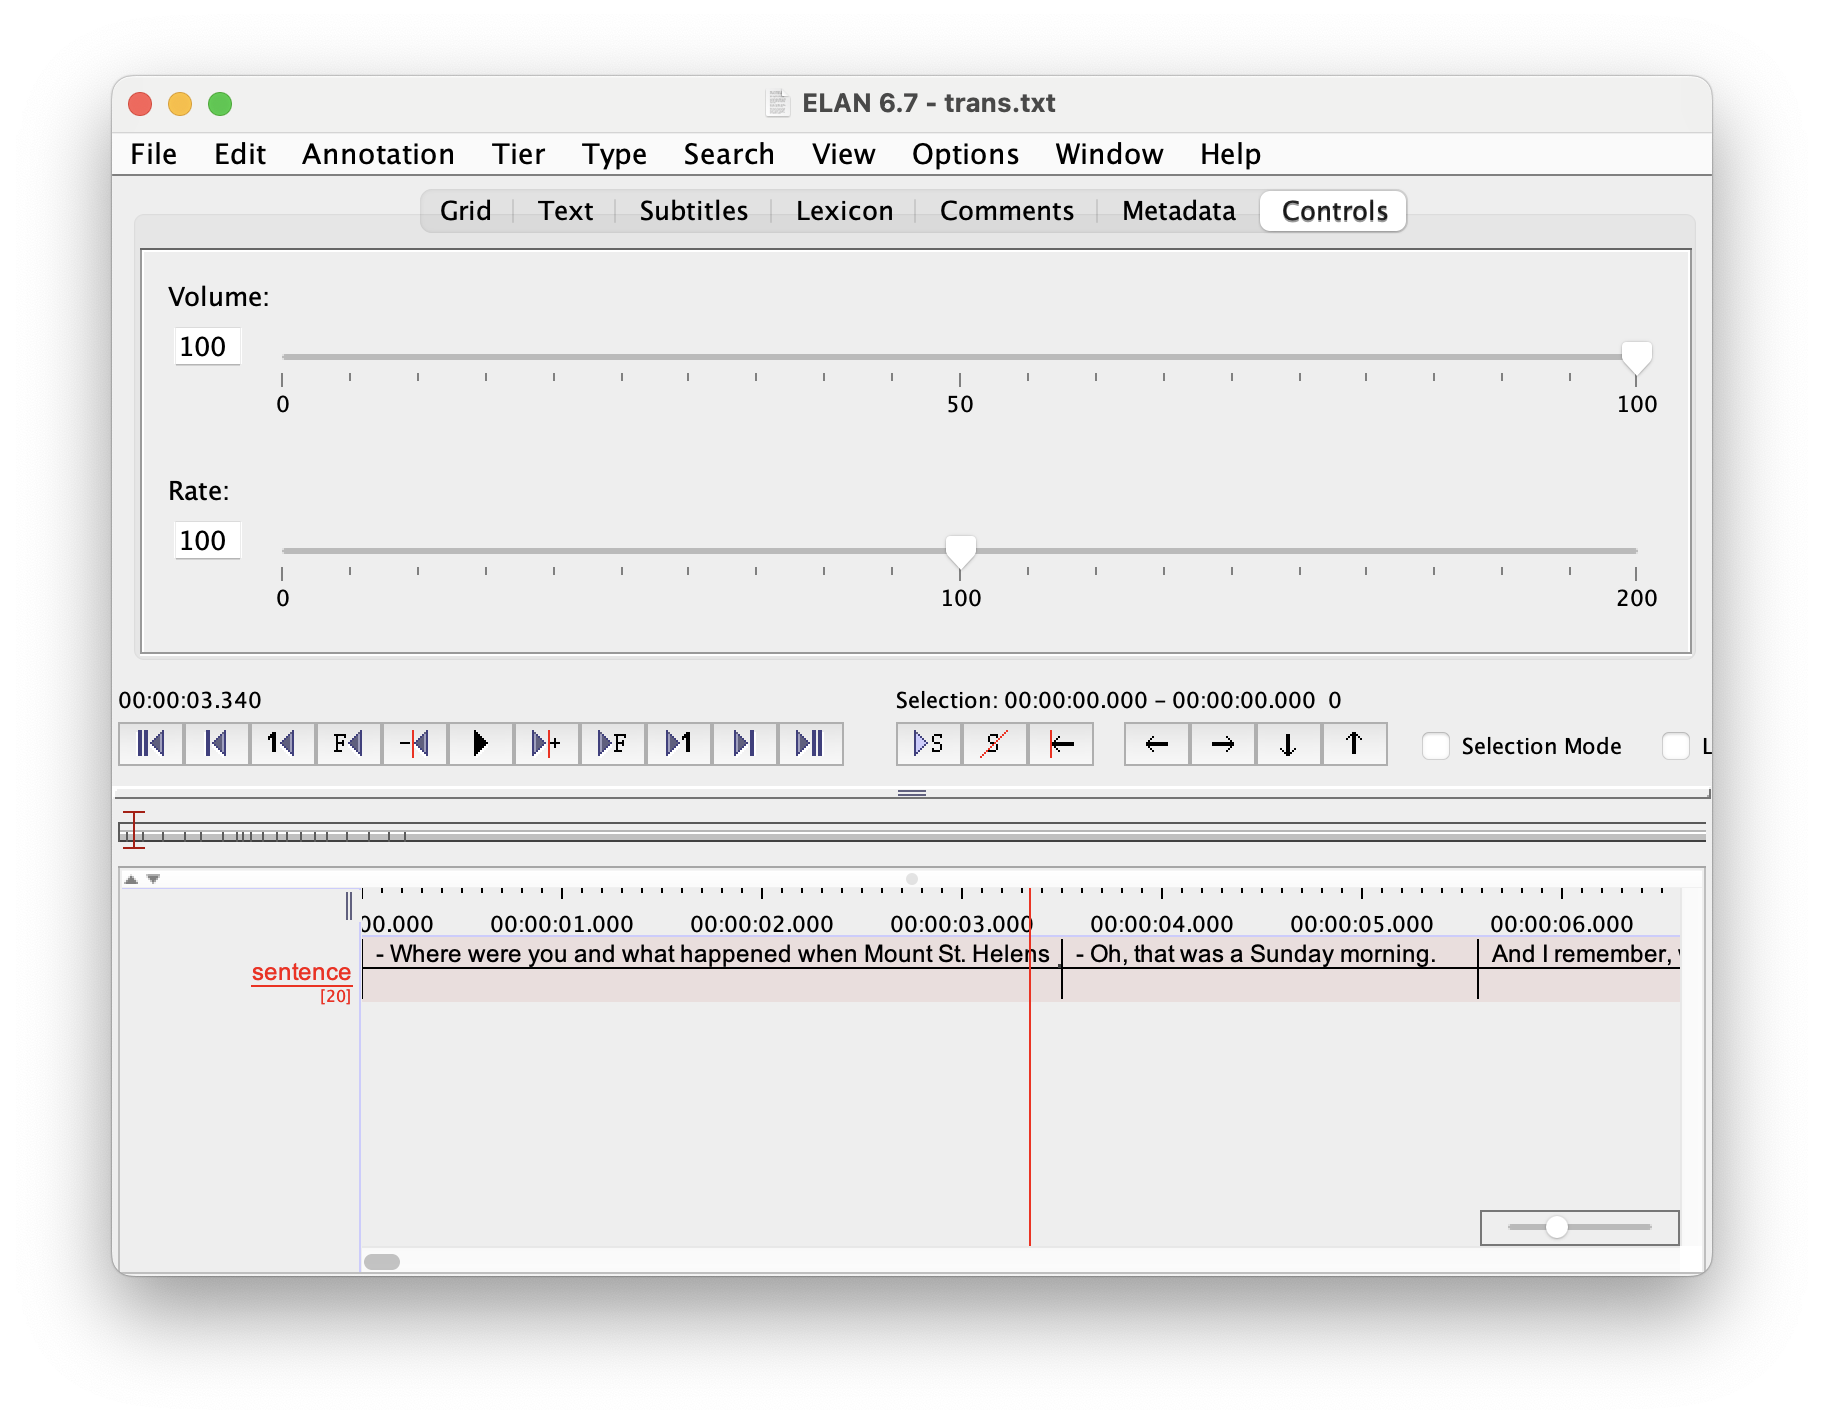 ELAN 6.7 - trans.txt
File Edit Annotation Tier Type Search View Options Window Help
Grid Text Subtitles Lexicon Comments Metadata Controls
Volume:
100
0 50 100
Rate:
100
0 100 200
00:00:03.340
Selection: 00:00:00.000 – 00:00:00.000 0
1 F - + F 1
S S
Selection Mode L
00.000 00:00:01.000 00:00:02.000 00:00:03.000 00:00:04.000 00:00:05.000 00:00:06.000
sentence
[20]
- Where were you and what happened when Mount St. Helens
- Oh, that was a Sunday morning.
And I remember,